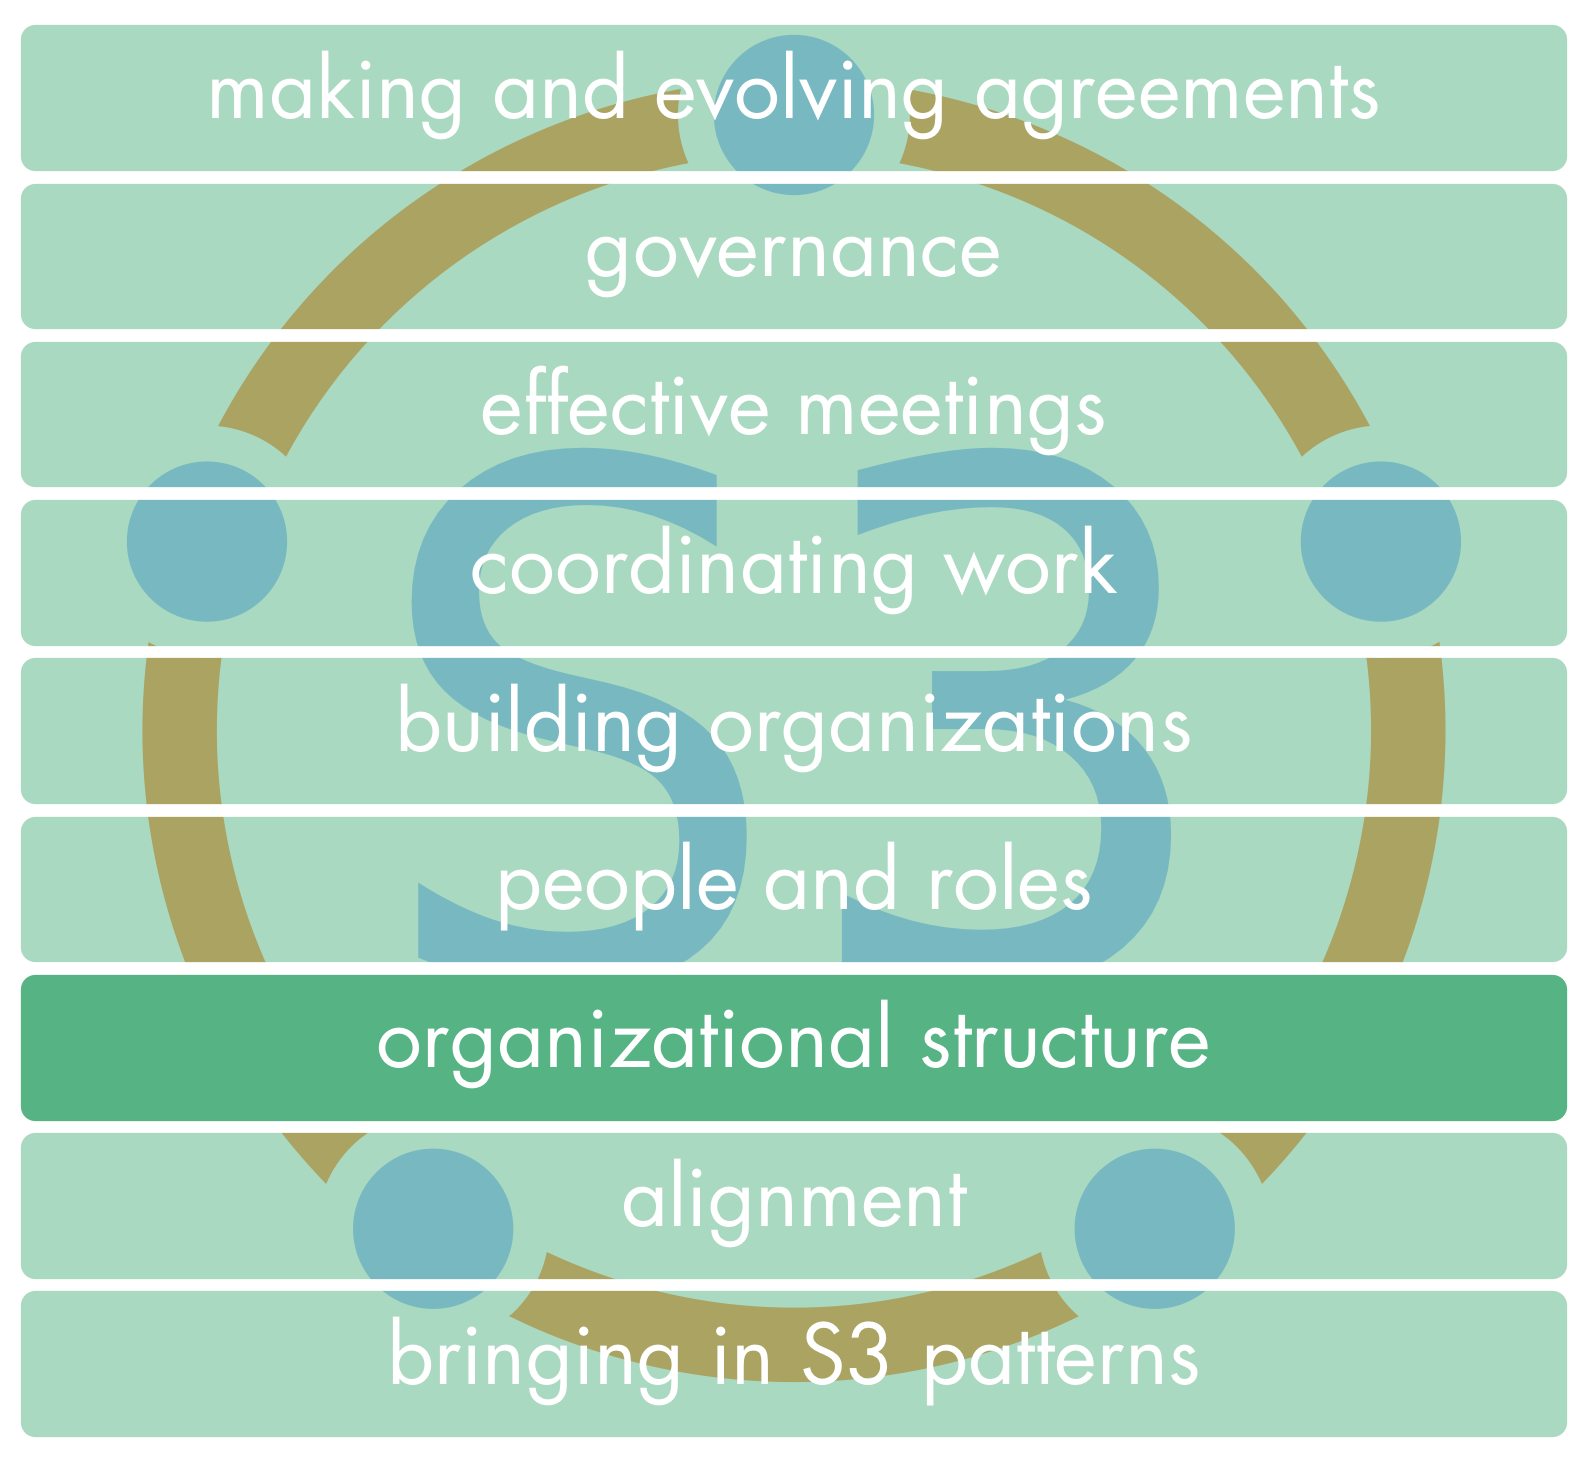 making and evolving agreements
governance
effective meetings
S3
coordinating work
building organizations
people and roles
organizational structure
alignment
bringing in S3 patterns